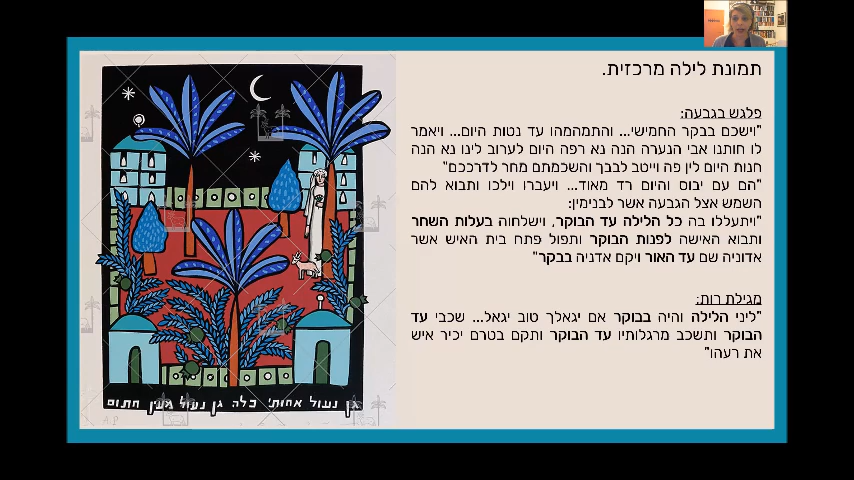 תמונת לילה מרכזית.
פלגש בגבעה:
"וישכם בבקר החמישי... והתמהמהו עד נטות היום... ויאמר
לו חותנו אבי הנערה הנה נא רפה היום לערוב לינו נא הנה
חנות היום לין פה וייטב לבבך והשכמתם מחר לדרככם"
"הם עם יבוס והיום רד מאוד... ויעברו וילכו ותבוא להם
השמש אצל הגבעה אשר לבנימין:
"ויתעללו בה כל הלילה עד הבוקר, וישלחוה בעלות השחר
ותבוא האישה לפנות הבוקר ותפול פתח בית האיש אשר
אדוניה שם עד האור ויקם אדניה בבקר"
מגילת רות:
"ליני הלילה והיה בבוקר אם יגאלך טוב יגאל... שכבי עד
הבוקר ותשכב מרגלותיו עד הבוקר ותקם בטרם יכיר איש
את רעהו"
גן נעול אחותי כלה גן נעול מעין חתום